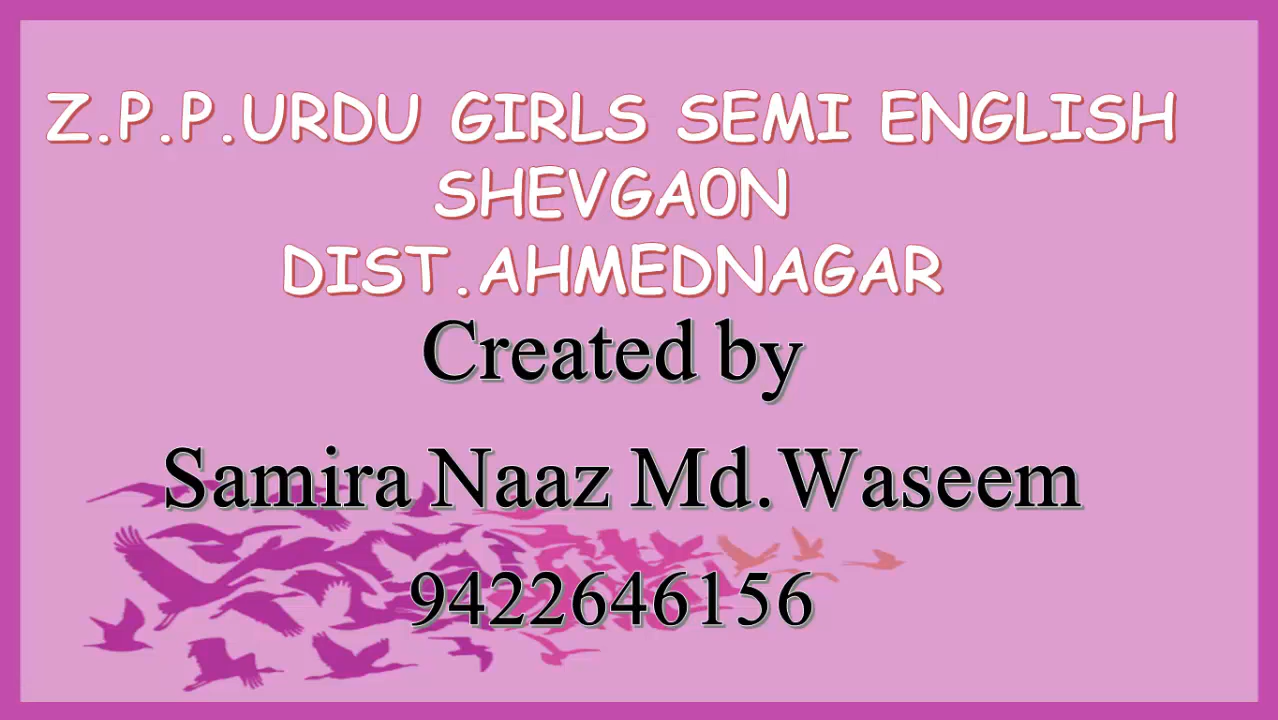 Z.P.P.URDU GIRLS SEMI ENGLISH
SHEVGAON
DIST.AHMEDNAGAR
Created by
Samira Naaz Md.Waseem
9422646156